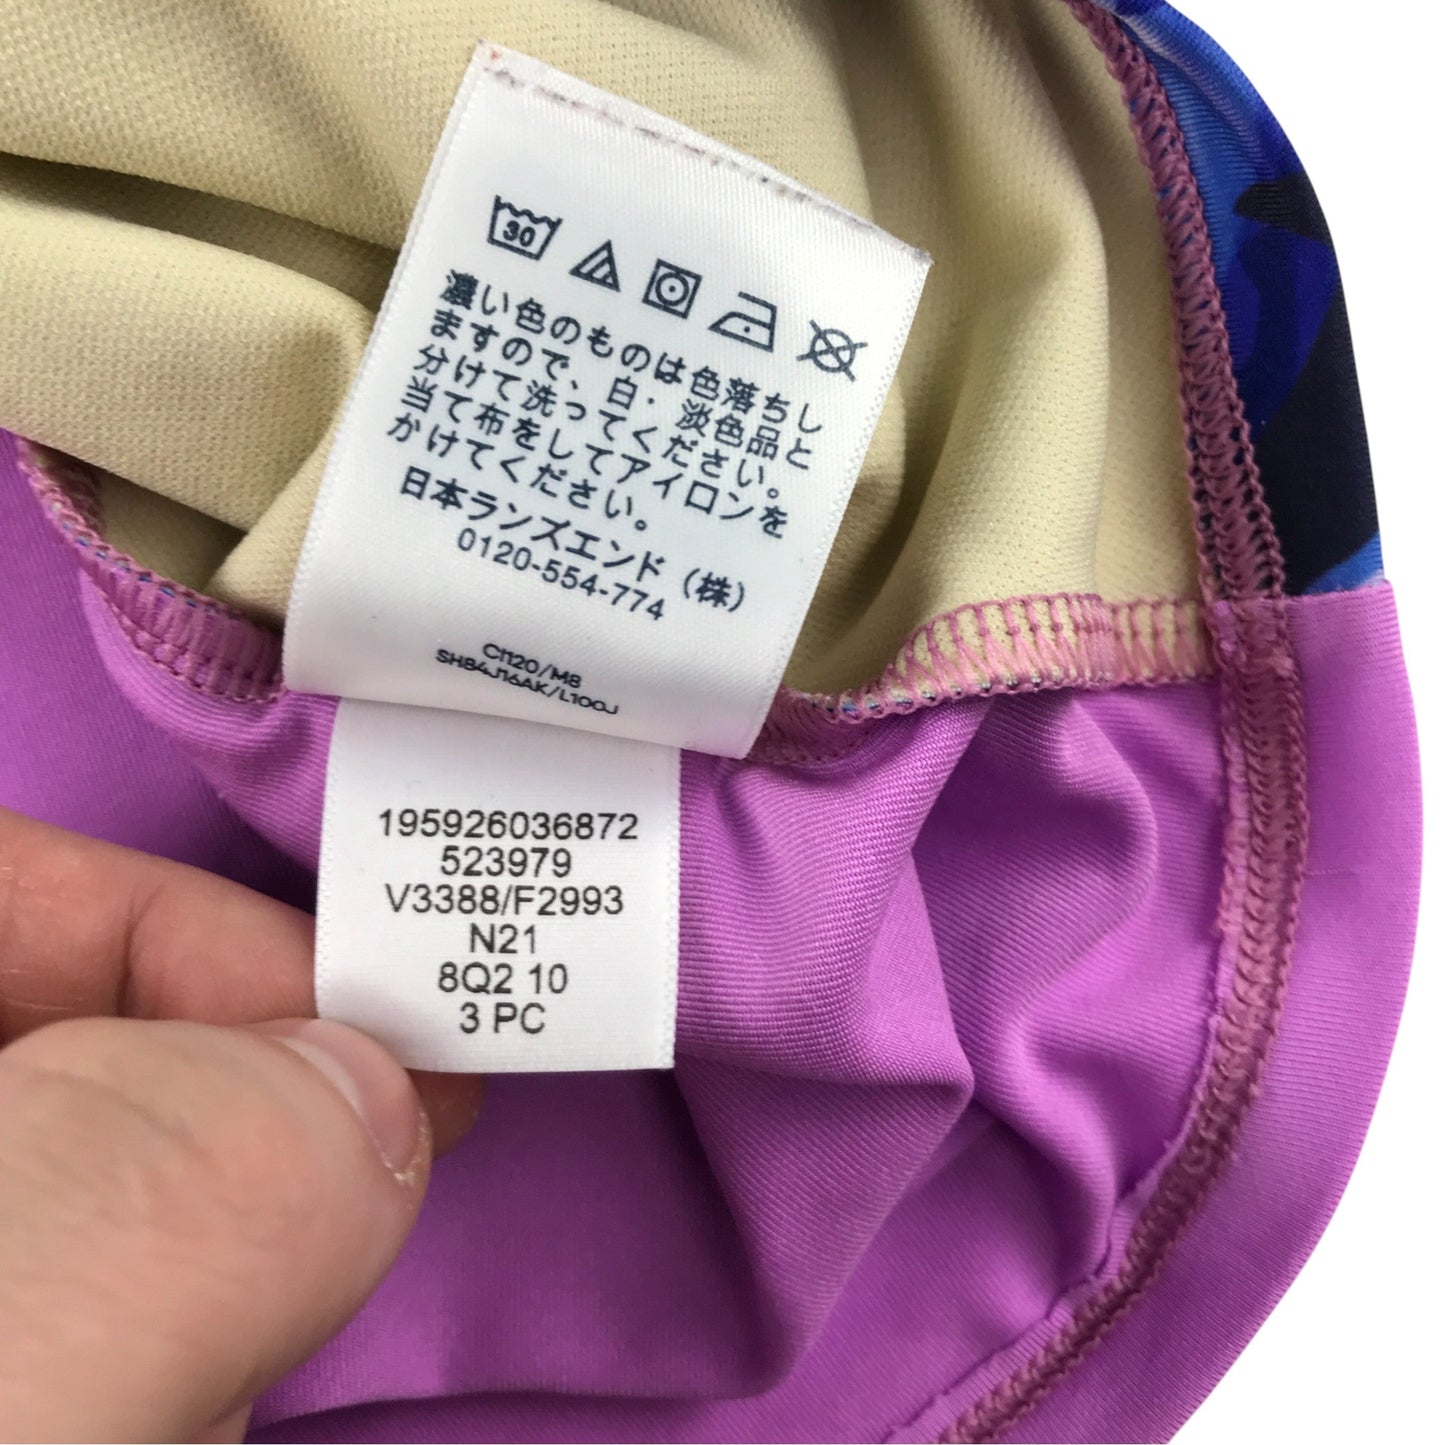 30
濃い色のものは色落ちし
ますので、白．淡色品と
分けて洗ってください。
当て布をしてアイロンを
かけてください。
日本ランズエンド（株）
0120-554-774
C1120/M8
SH84J16AK/L100J
195926036872
523979
V3388/F2993
N21
8Q2 10
3 PC